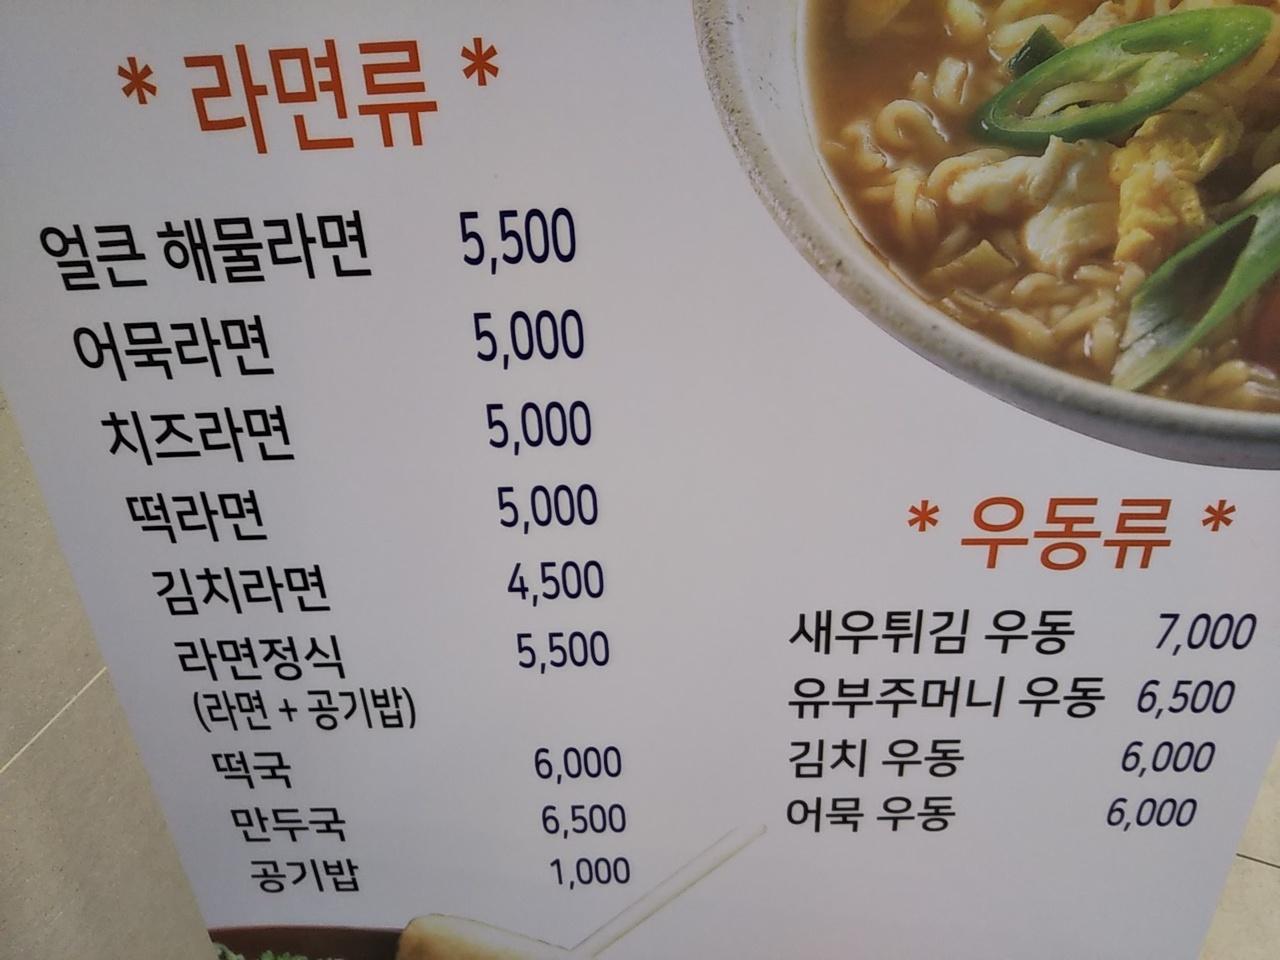 * 라면류 *
얼큰 해물라면 5,500
어묵라면 5,000
치즈라면 5,000
떡라면 5,000
김치라면 4,500
라면정식 5,500
(라면 + 공기밥)
떡국 6,000
만두국 6,500
공기밥 1,000
* 우동류 *
새우튀김 우동 7,000
유부주머니 우동 6,500
김치 우동 6,000
어묵 우동 6,000